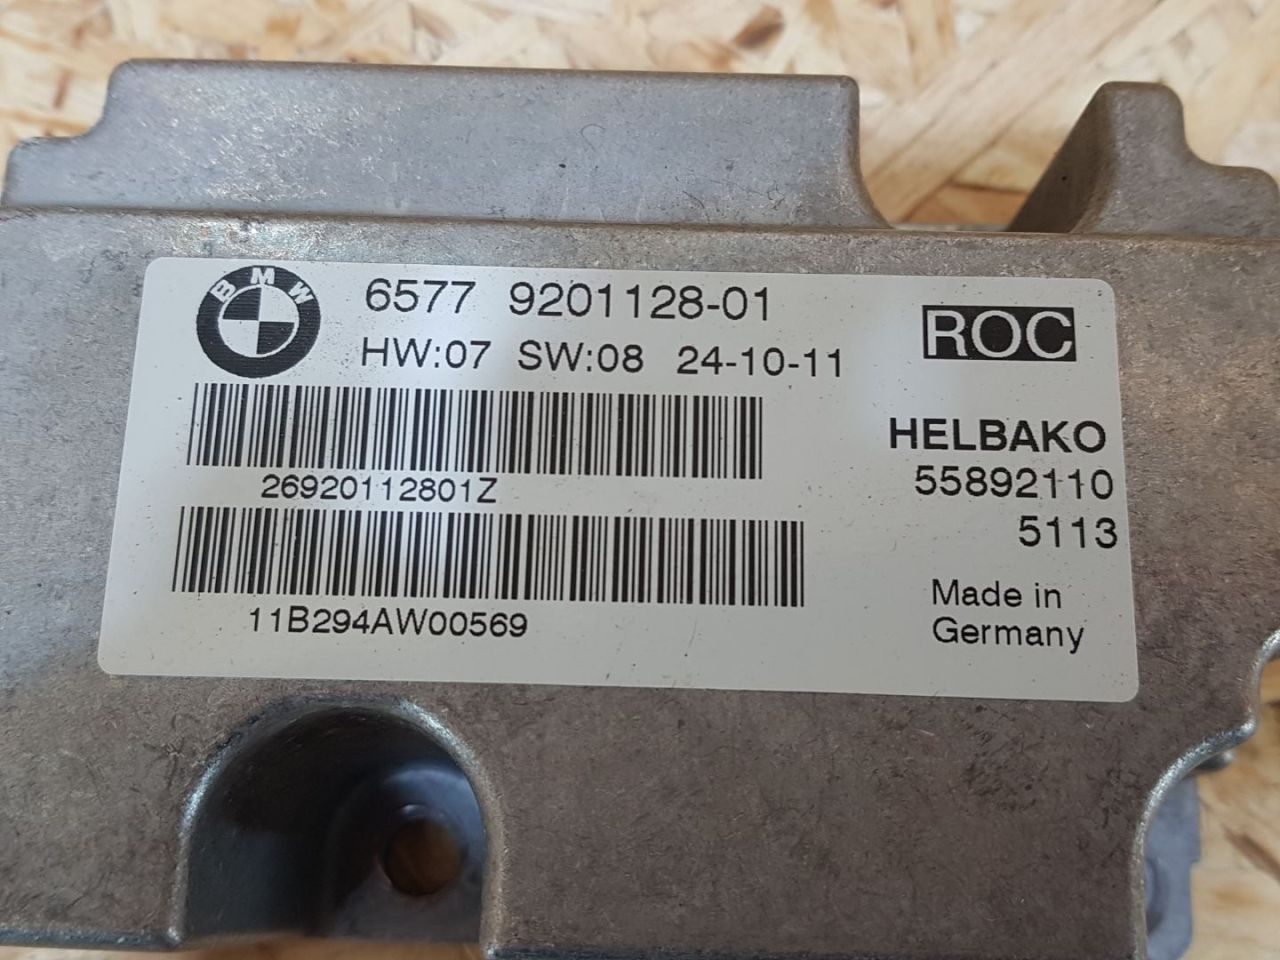 BMW
6577 9201128-01
HW:07 SW:08 24-10-11
26920112801Z
11B294AW00569
ROC
HELBAKO
55892110
5113
Made in
Germany